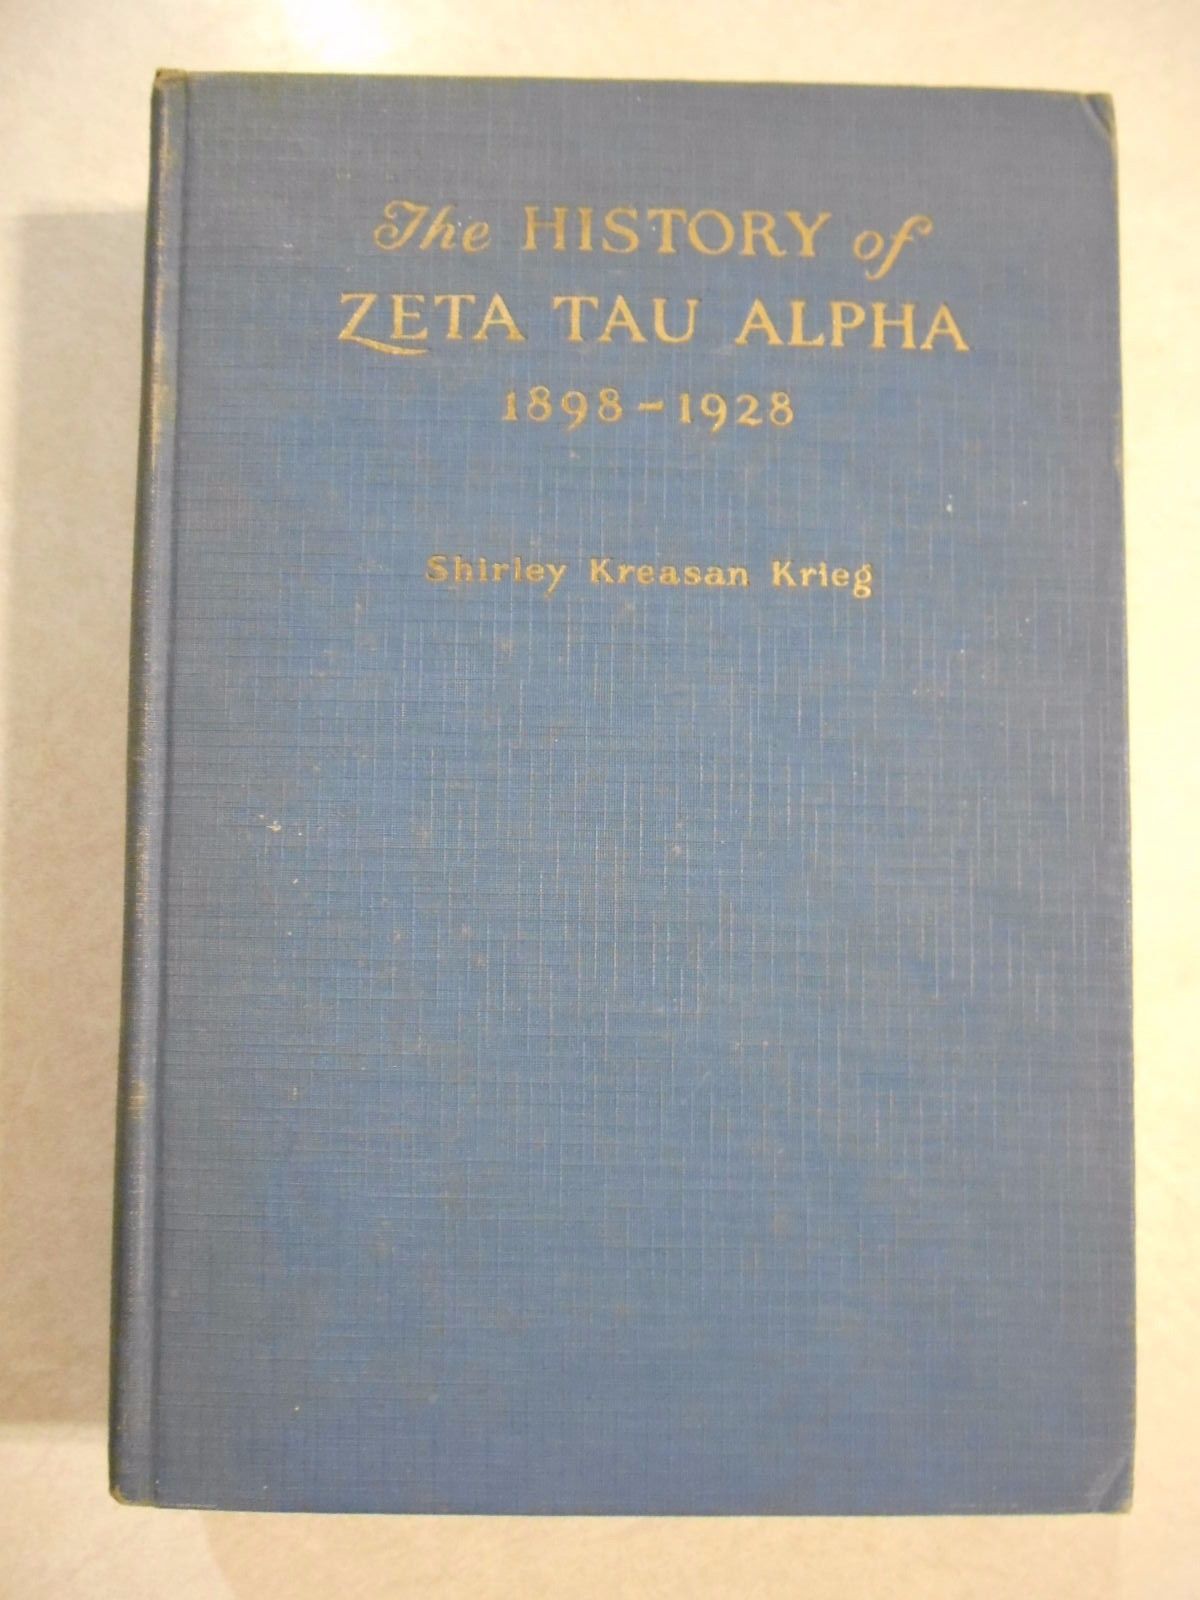 The HISTORY of
ZETA TAU ALPHA
1898-1928
Shirley Kreasan Krieg